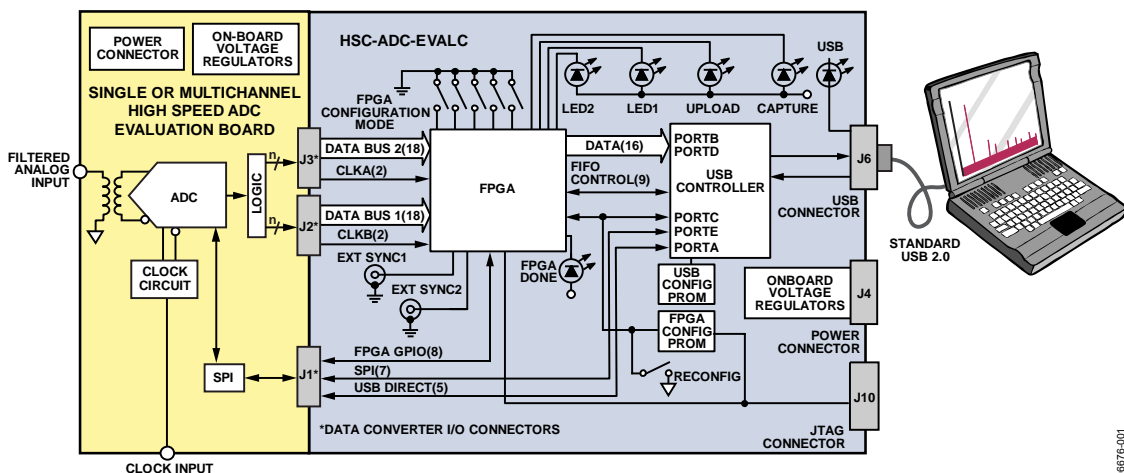 POWER
CONNECTOR
ON-BOARD
VOLTAGE
REGULATORS
SINGLE OR MULTICHANNEL
HIGH SPEED ADC
EVALUATION BOARD
FILTERED
ANALOG
INPUT
ADC
LOGIC
n
n
CLOCK
CIRCUIT
SPI
CLOCK INPUT
J3*
J2*
J1*
HSC-ADC-EVALC
FPGA
CONFIGURATION
MODE
DATA BUS 2(18)
CLKA(2)
DATA BUS 1(18)
CLKB(2)
EXT SYNC1
EXT SYNC2
FPGA GPIO(8)
SPI(7)
USB DIRECT(5)
*DATA CONVERTER I/O CONNECTORS
FPGA
LED2
LED1
UPLOAD
CAPTURE
USB
DATA(16)
FIFO
CONTROL(9)
FPGA
DONE
PORTB
PORTD
USB
CONTROLLER
PORTC
PORTE
PORTA
USB
CONFIG
PROM
FPGA
CONFIG
PROM
RECONFIG
J6
USB
CONNECTOR
ONBOARD
VOLTAGE
REGULATORS
J4
POWER
CONNECTOR
J10
JTAG
CONNECTOR
STANDARD
USB 2.0
6676-001